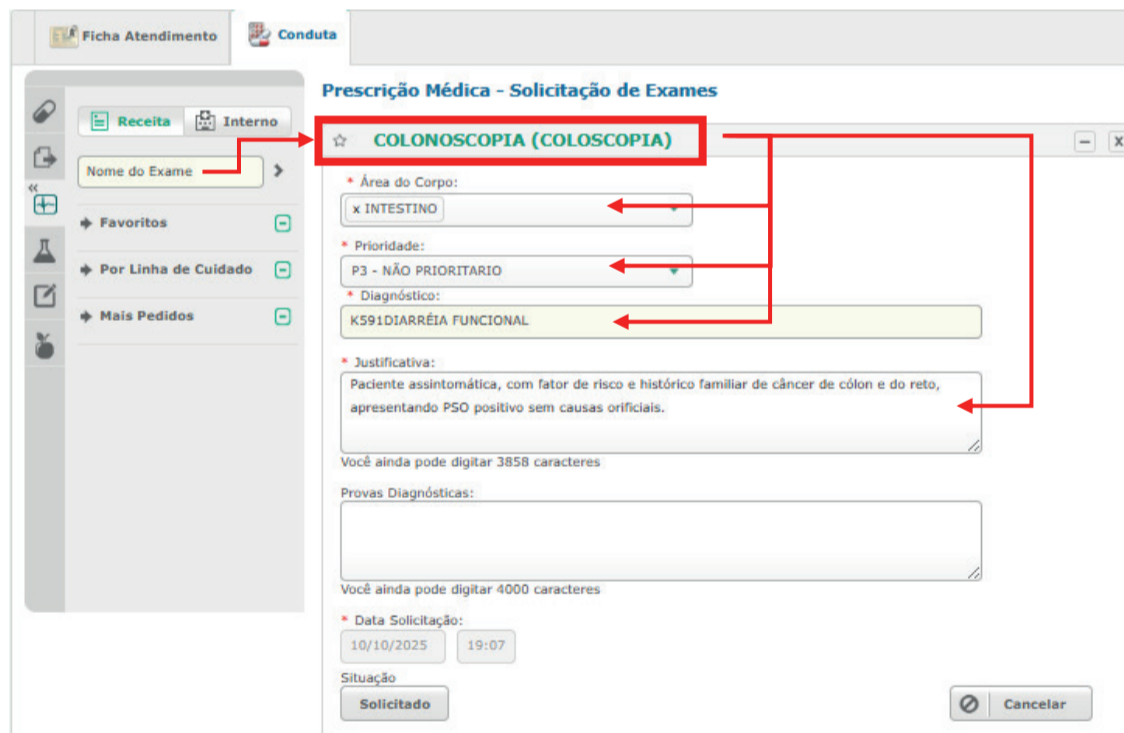 Ficha Atendimento
Conduta
Receita
Interno
Nome do Exame
Favoritos
Por Linha de Cuidado
Mais Pedidos
Prescrição Médica - Solicitação de Exames
COLONOSCOPIA (COLOSCOPIA)
* Área do Corpo:
x INTESTINO
* Prioridade:
P3 - NÃO PRIORITARIO
* Diagnóstico:
K591DIARRÉIA FUNCIONAL
* Justificativa:
Paciente assintomática, com fator de risco e histórico familiar de câncer de cólon e do reto,
apresentando PSO positivo sem causas orificiais.
Você ainda pode digitar 3858 caracteres
Provas Diagnósticas:
Você ainda pode digitar 4000 caracteres
* Data Solicitação:
10/10/2025
19:07
Situação
Solicitado
Cancelar